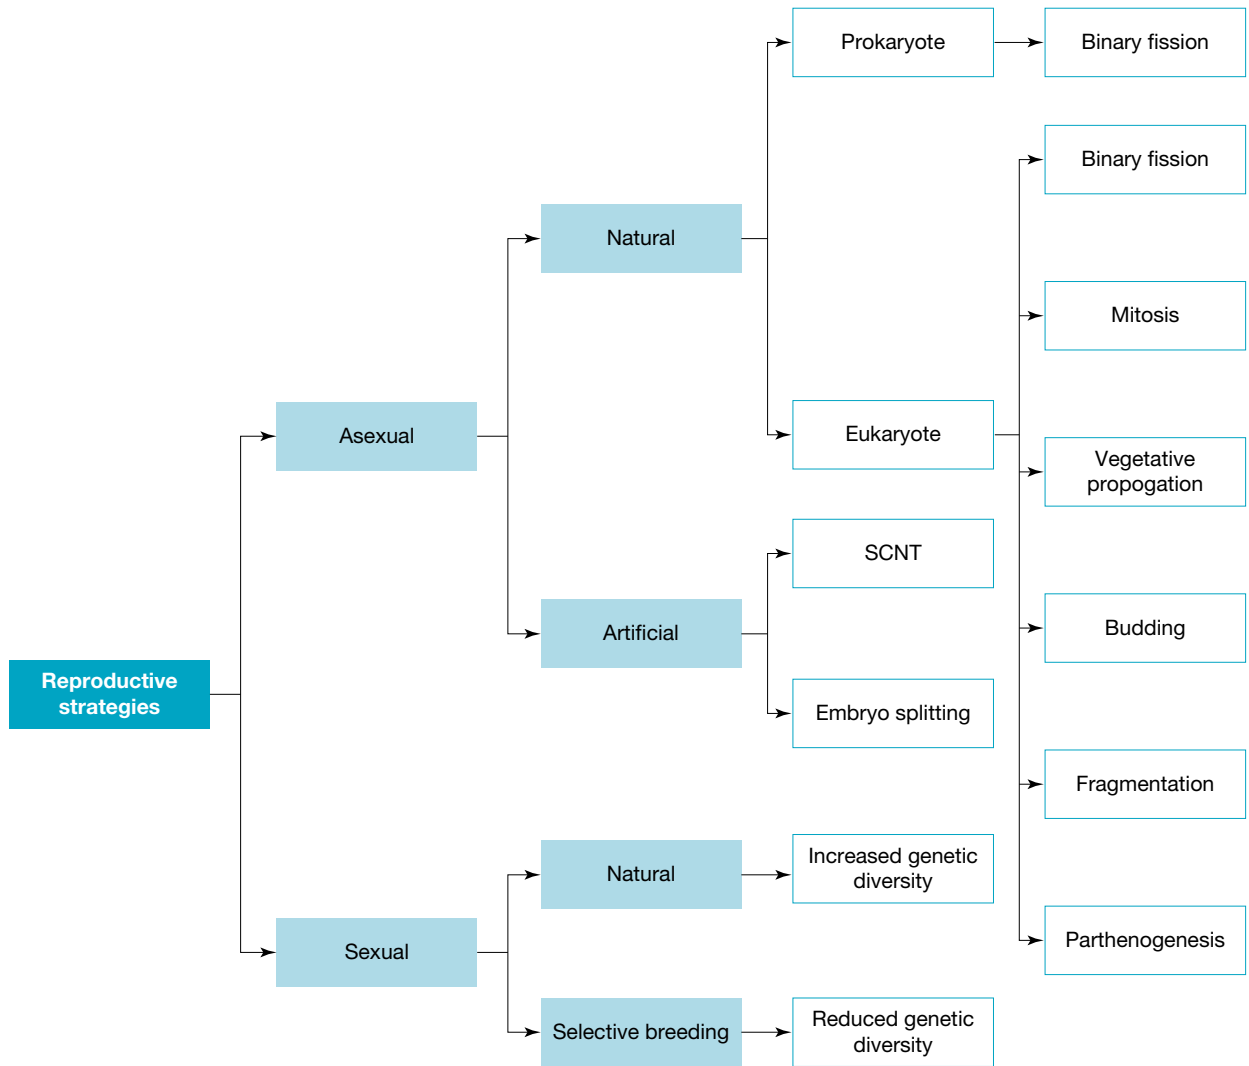 Prokaryote
Binary fission
Binary fission
Natural
Mitosis
Asexual
Eukaryote
Vegetative
propogation
SCNT
Artificial
Budding
Reproductive
strategies
Embryo splitting
Fragmentation
Natural
Increased genetic
diversity
Sexual
Parthenogenesis
Selective breeding
Reduced genetic
diversity